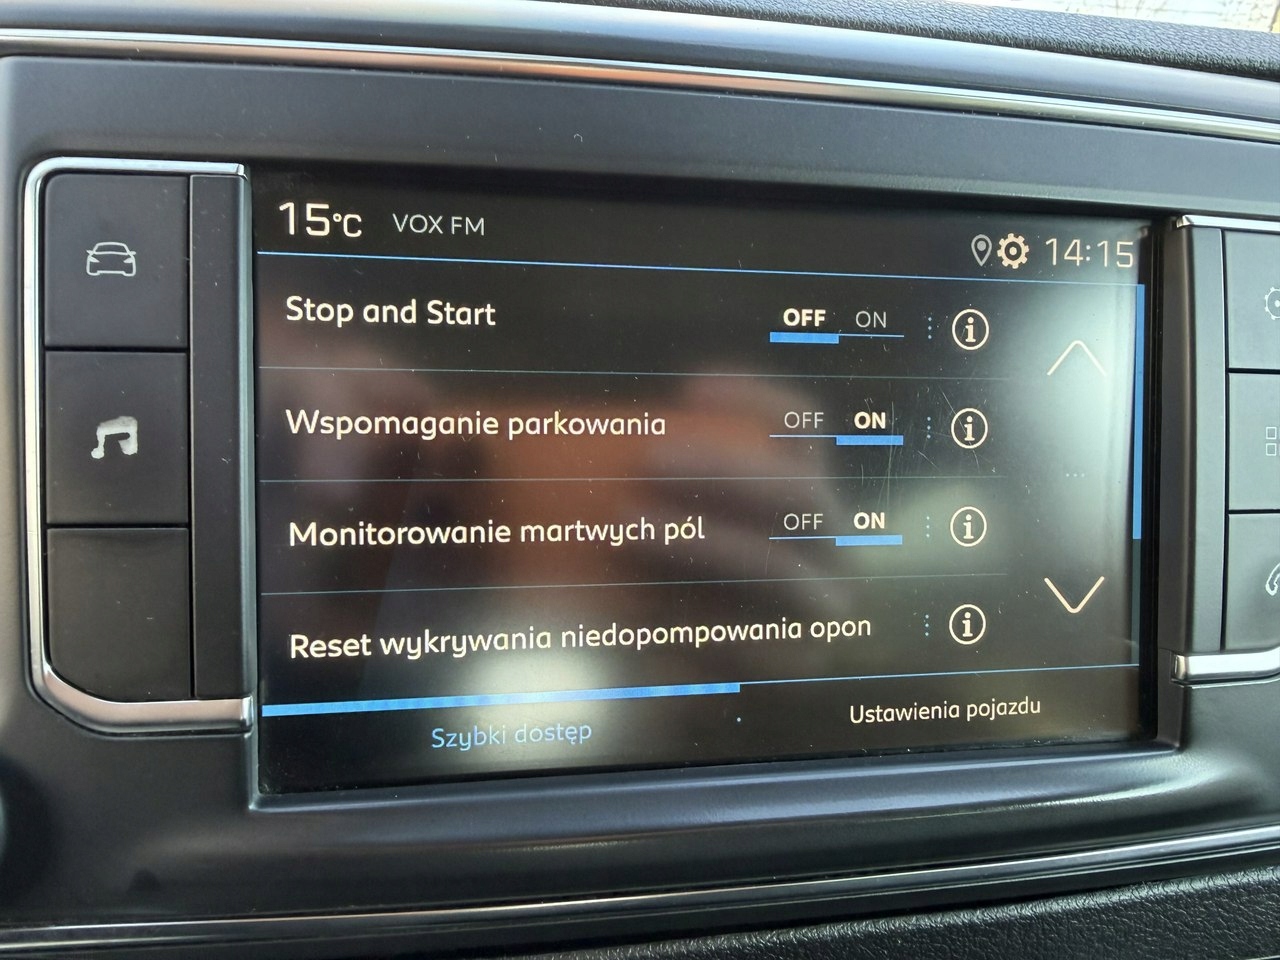 15°C VOX FM 14:15
Stop and Start OFF ON
Wspomaganie parkowania OFF ON
Monitorowanie martwych pól OFF ON
Reset wykrywania niedopompowania opon
Szybki dostęp Ustawienia pojazdu